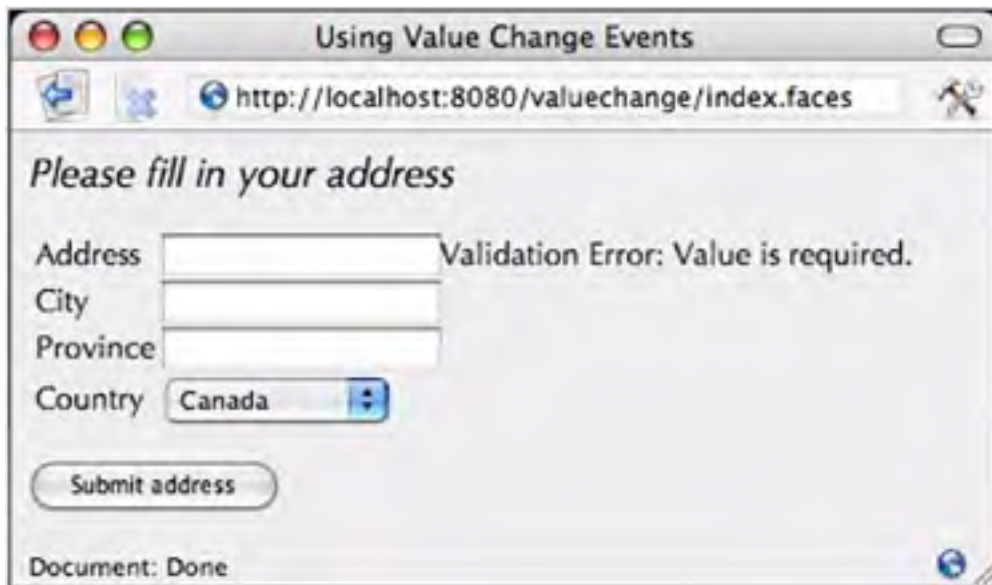 Using Value Change Events
http://localhost:8080/valuechange/index.faces
Please fill in your address
Address Validation Error: Value is required.
City
Province
Country Canada
Submit address
Document: Done